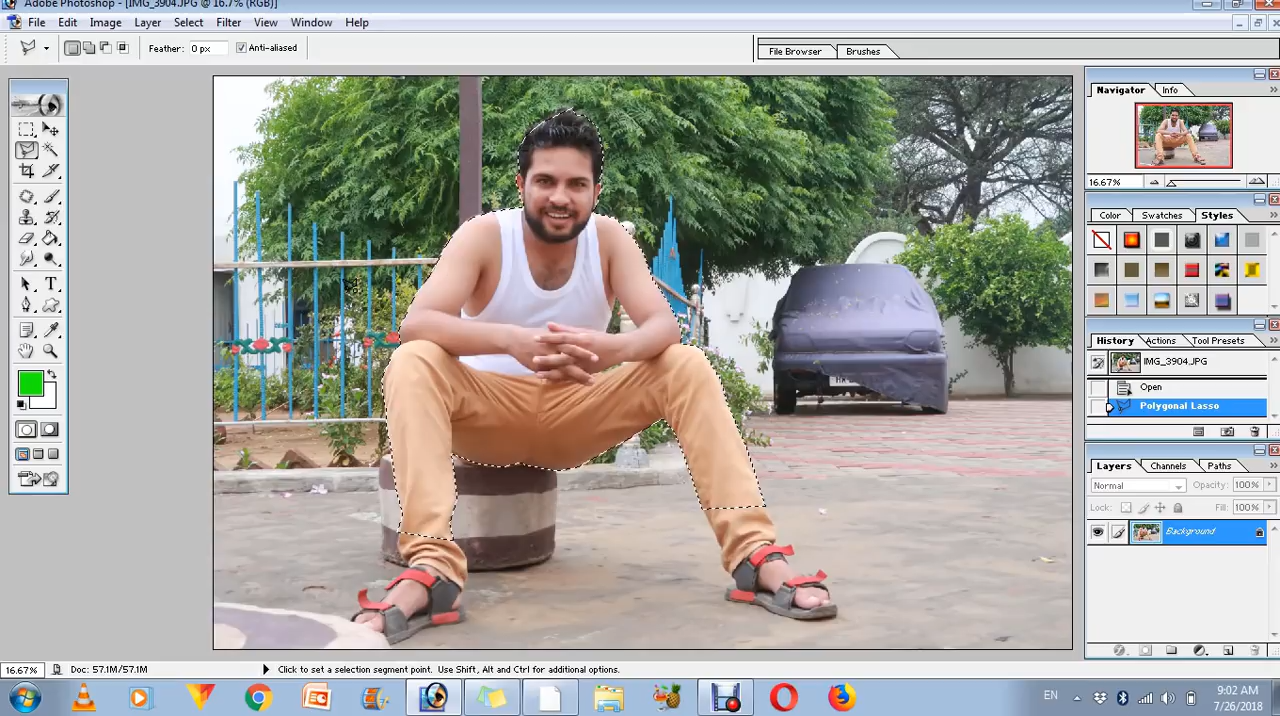 Adobe Photoshop - [IMG_3904.JPG @ 16.7% (RGB)]
File Edit Image Layer Select Filter View Window Help
Feather: 0 px Anti-aliased
File Browser Brushes
Navigator Info
16.67%
Color Swatches Styles
History Actions Tool Presets
IMG_3904.JPG
Open
Polygonal Lasso
Layers Channels Paths
Normal Opacity: 100%
Lock: Fill: 100%
Background
T
16.67% Doc: 57.1M/57.1M Click to set a selection segment point. Use Shift, Alt and Ctrl for additional options.
EN 9:02 AM
7/26/2018